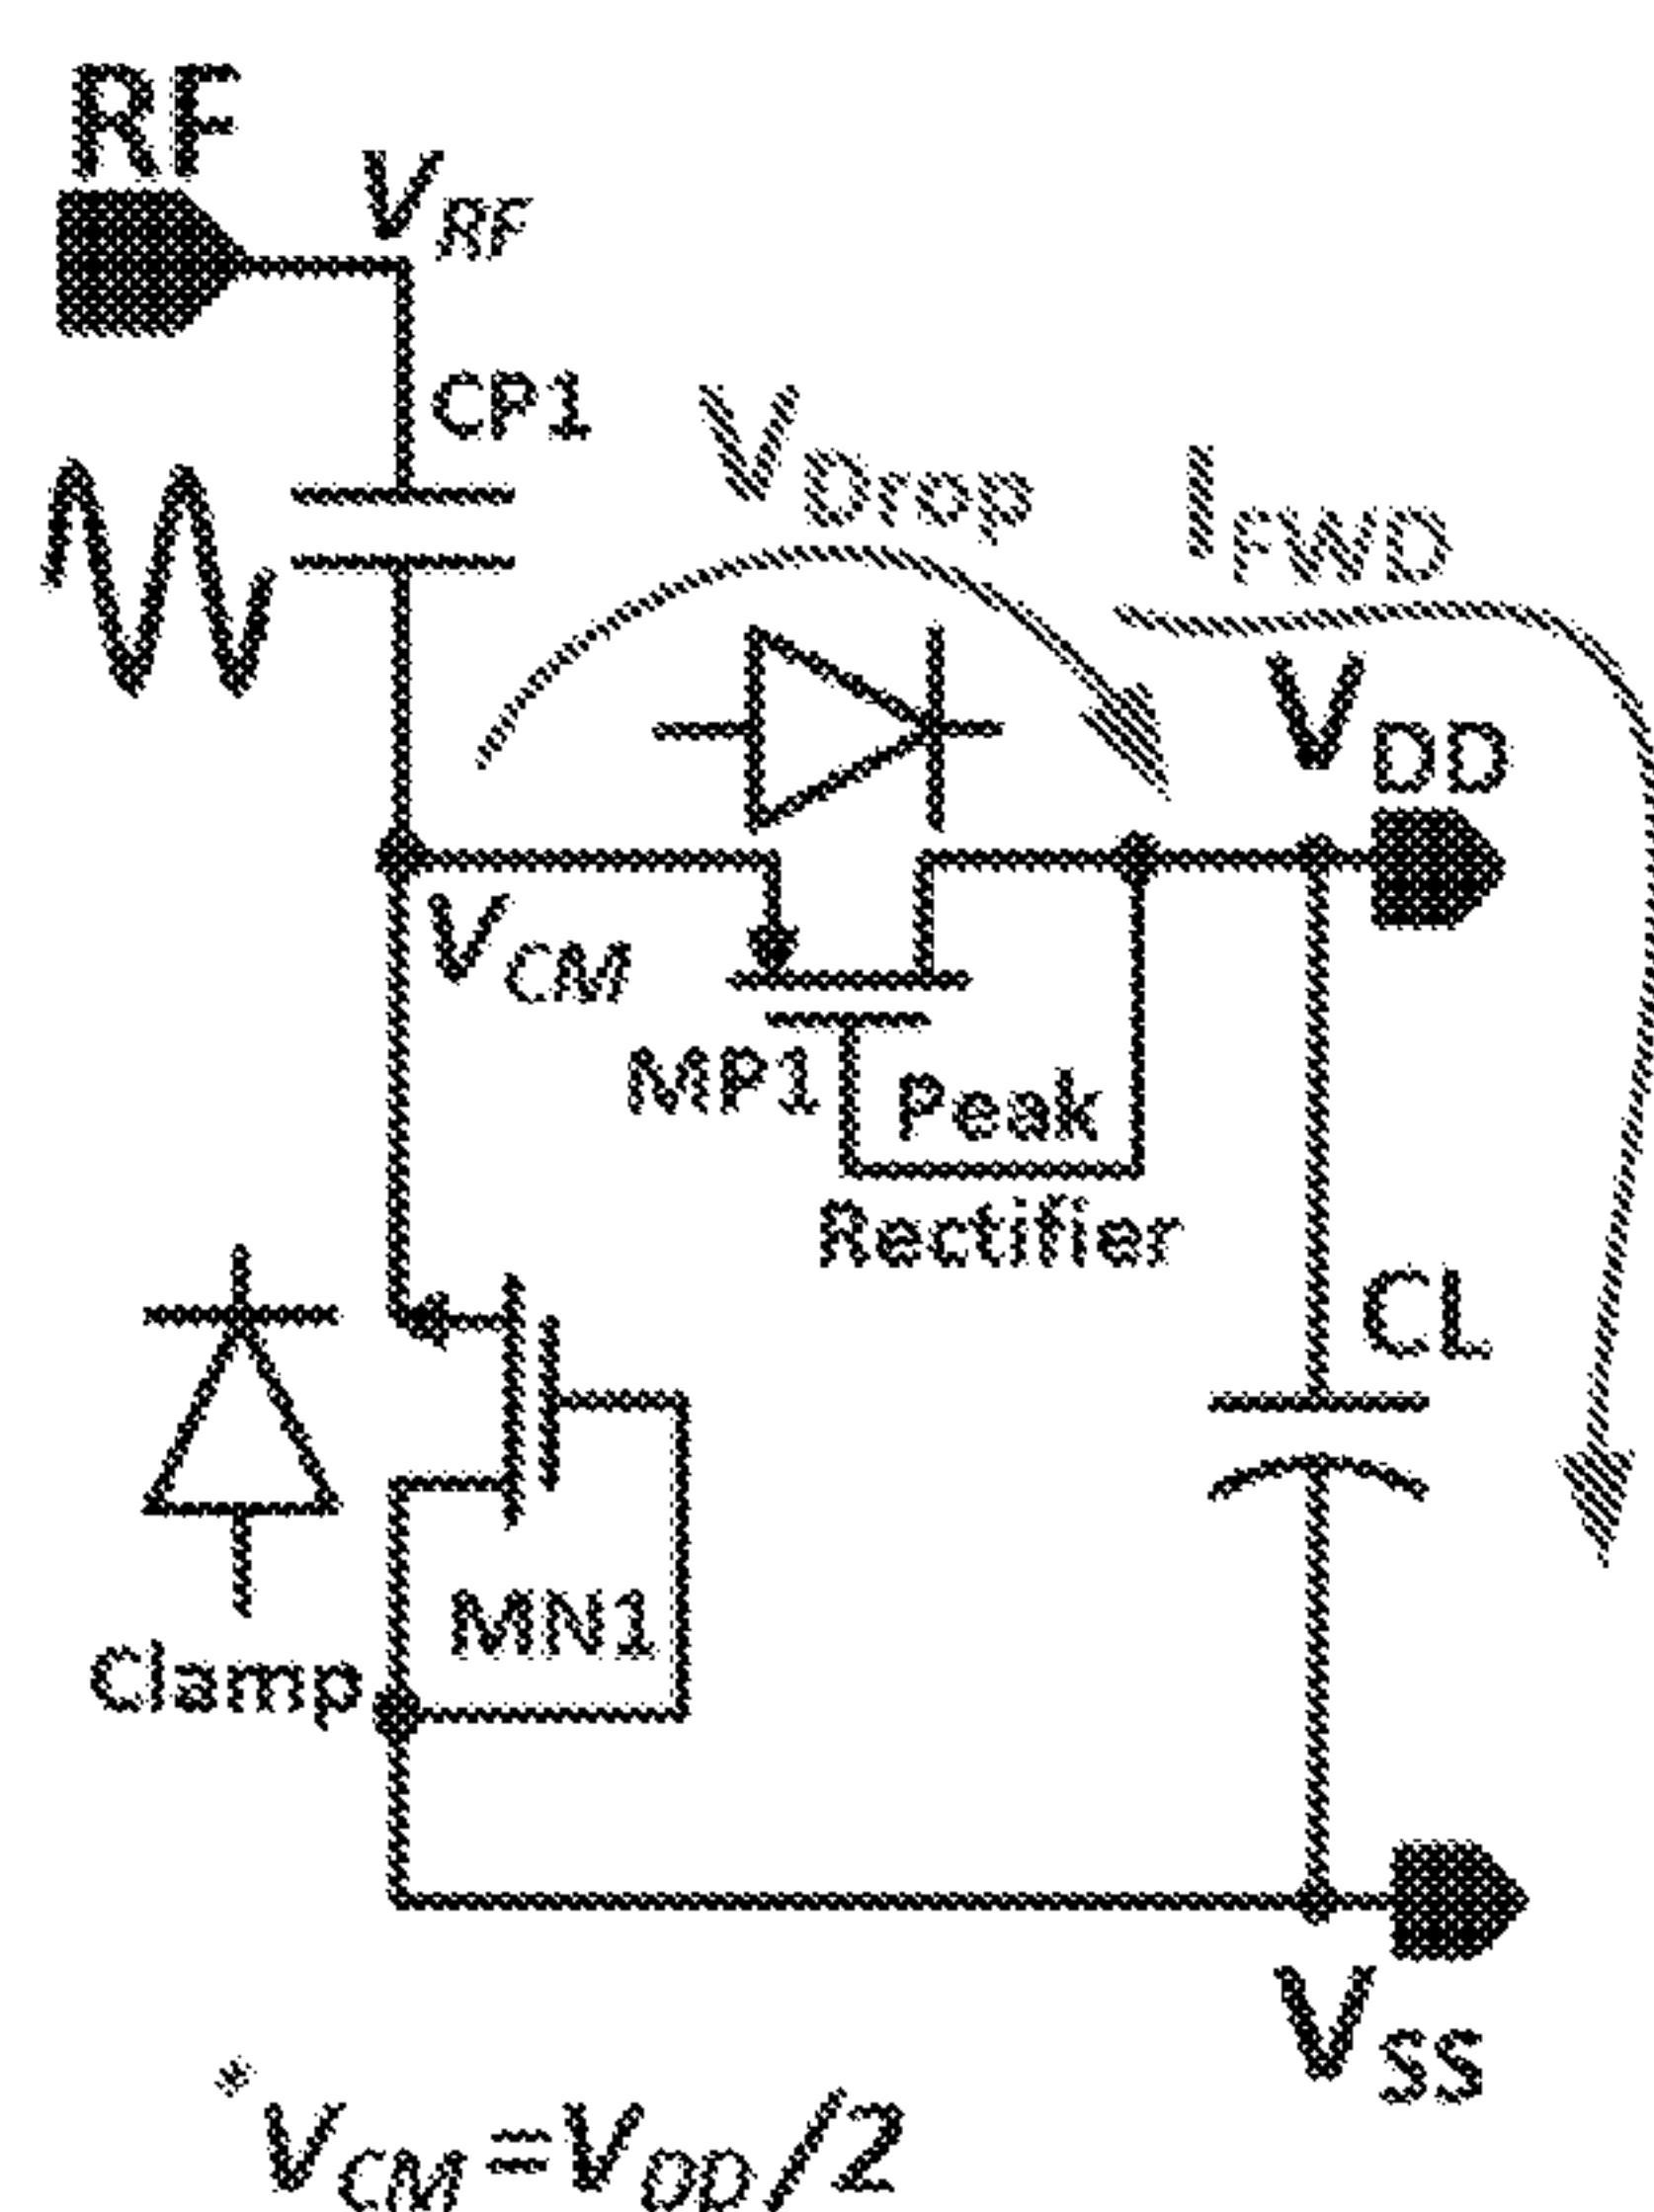 RF
VRF
CP1
VDrop
IFWD
VDD
VCM
MP1
Peak
Rectifier
CL
MN1
Clamp
VSS
*VCM=VDD/2